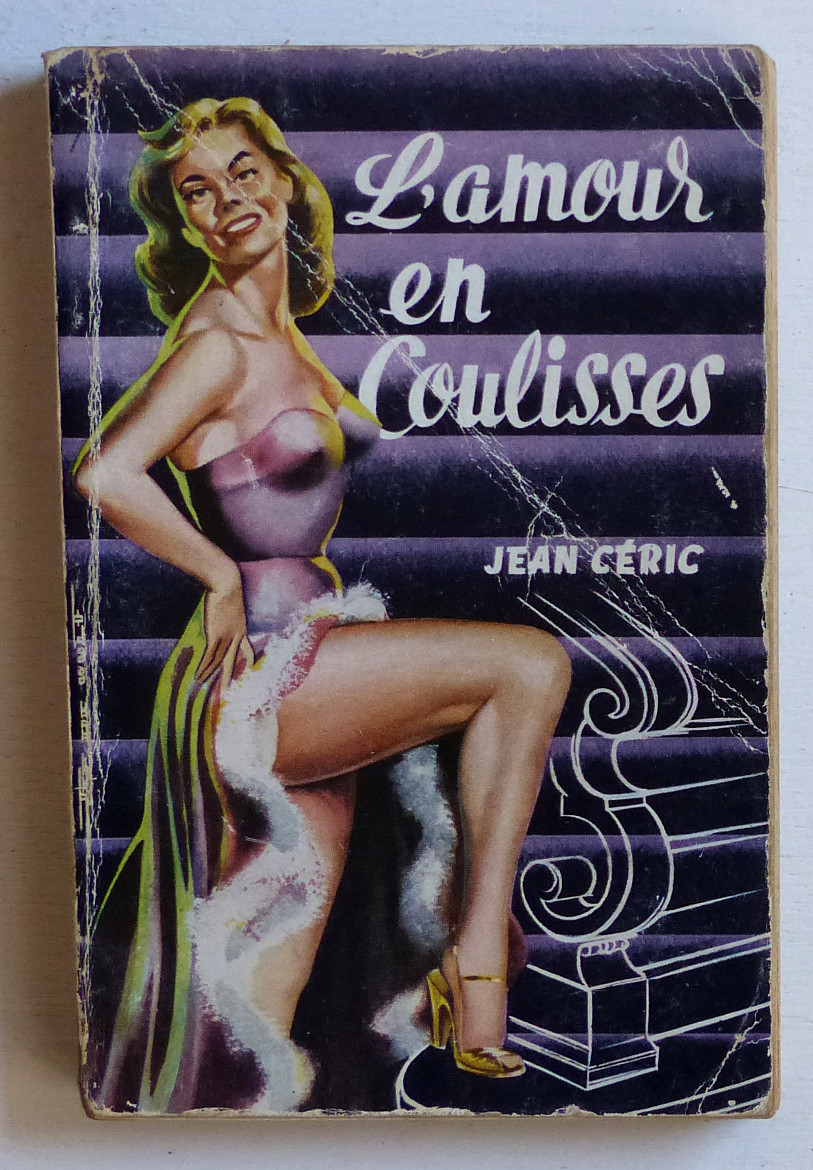 L'amour
en
Coulisses
JEAN CÉRIC